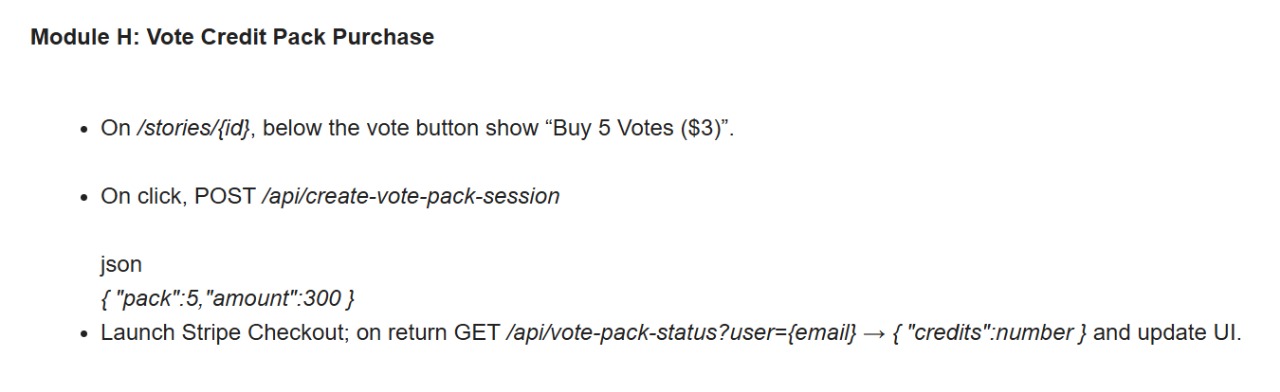 Module H: Vote Credit Pack Purchase
• On /stories/{id}, below the vote button show “Buy 5 Votes ($3)”.
• On click, POST /api/create-vote-pack-session
json
{ "pack":5,"amount":300 }
• Launch Stripe Checkout; on return GET /api/vote-pack-status?user={email} → { "credits":number } and update UI.